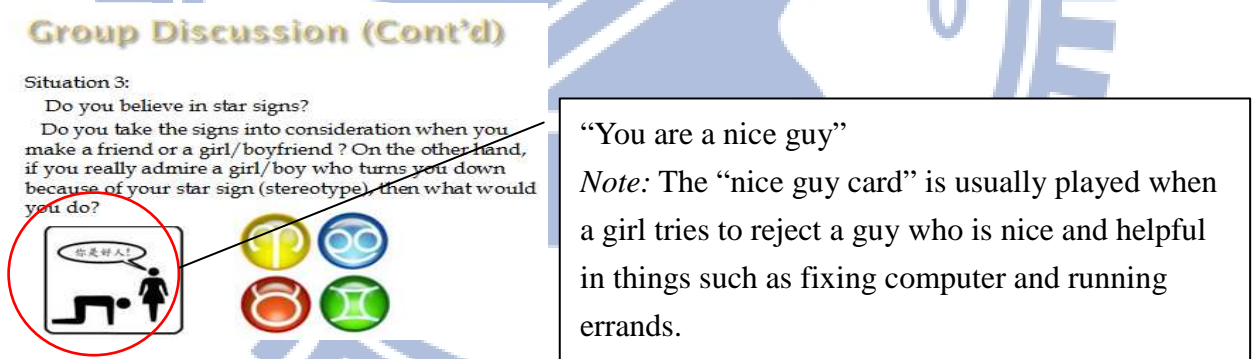 Group Discussion (Cont'd)
Situation 3:
Do you believe in star signs?
Do you take the signs into consideration when you
make a friend or a girl/boyfriend ? On the other hand,
if you really admire a girl/boy who turns you down
because of your star sign (stereotype), then what would
you do?
你是好人!
“You are a nice guy”
Note: The “nice guy card” is usually played when
a girl tries to reject a guy who is nice and helpful
in things such as fixing computer and running
errands.